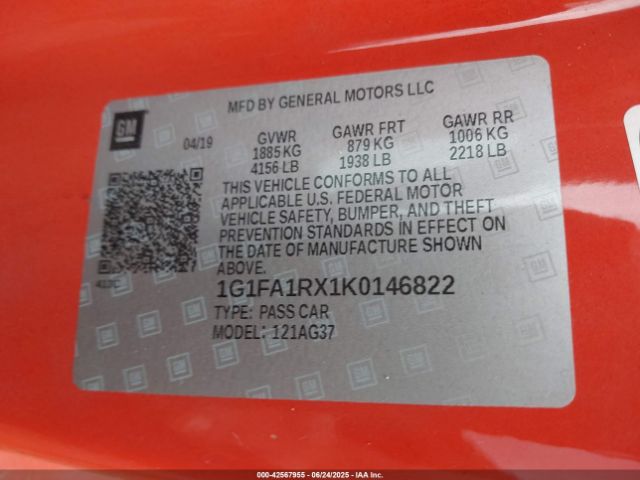 MFD BY GENERAL MOTORS LLC
GM
04/19
GVWR GAWR FRT GAWR RR
1885 KG 879 KG 1006 KG
4156 LB 1938 LB 2218 LB
THIS VEHICLE CONFORMS TO ALL
APPLICABLE U.S. FEDERAL MOTOR
VEHICLE SAFETY, BUMPER, AND THEFT
PREVENTION STANDARDS IN EFFECT ON
THE DATE OF MANUFACTURE SHOWN
ABOVE.
1G1FA1RX1K0146822
TYPE: PASS CAR
MODEL: 121AG37
000-42567955 - 06/24/2025 - IAA Inc.